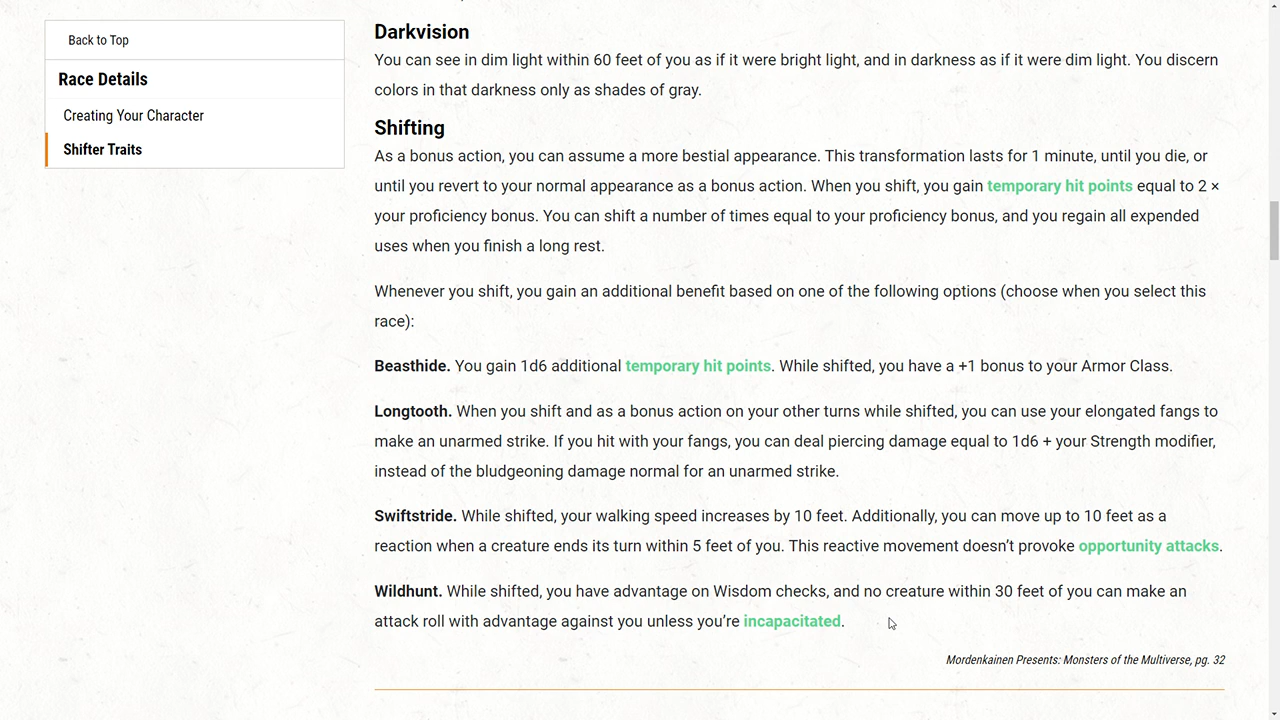 Back to Top
Race Details
Creating Your Character
Shifter Traits
Darkvision
You can see in dim light within 60 feet of you as if it were bright light, and in darkness as if it were dim light. You discern
colors in that darkness only as shades of gray.
Shifting
As a bonus action, you can assume a more bestial appearance. This transformation lasts for 1 minute, until you die, or
until you revert to your normal appearance as a bonus action. When you shift, you gain temporary hit points equal to 2 ×
your proficiency bonus. You can shift a number of times equal to your proficiency bonus, and you regain all expended
uses when you finish a long rest.
Whenever you shift, you gain an additional benefit based on one of the following options (choose when you select this
race):
Beasthide. You gain 1d6 additional temporary hit points. While shifted, you have a +1 bonus to your Armor Class.
Longtooth. When you shift and as a bonus action on your other turns while shifted, you can use your elongated fangs to
make an unarmed strike. If you hit with your fangs, you can deal piercing damage equal to 1d6 + your Strength modifier,
instead of the bludgeoning damage normal for an unarmed strike.
Swiftstride. While shifted, your walking speed increases by 10 feet. Additionally, you can move up to 10 feet as a
reaction when a creature ends its turn within 5 feet of you. This reactive movement doesn’t provoke opportunity attacks.
Wildhunt. While shifted, you have advantage on Wisdom checks, and no creature within 30 feet of you can make an
attack roll with advantage against you unless you’re incapacitated.
Mordenkainen Presents: Monsters of the Multiverse, pg. 32